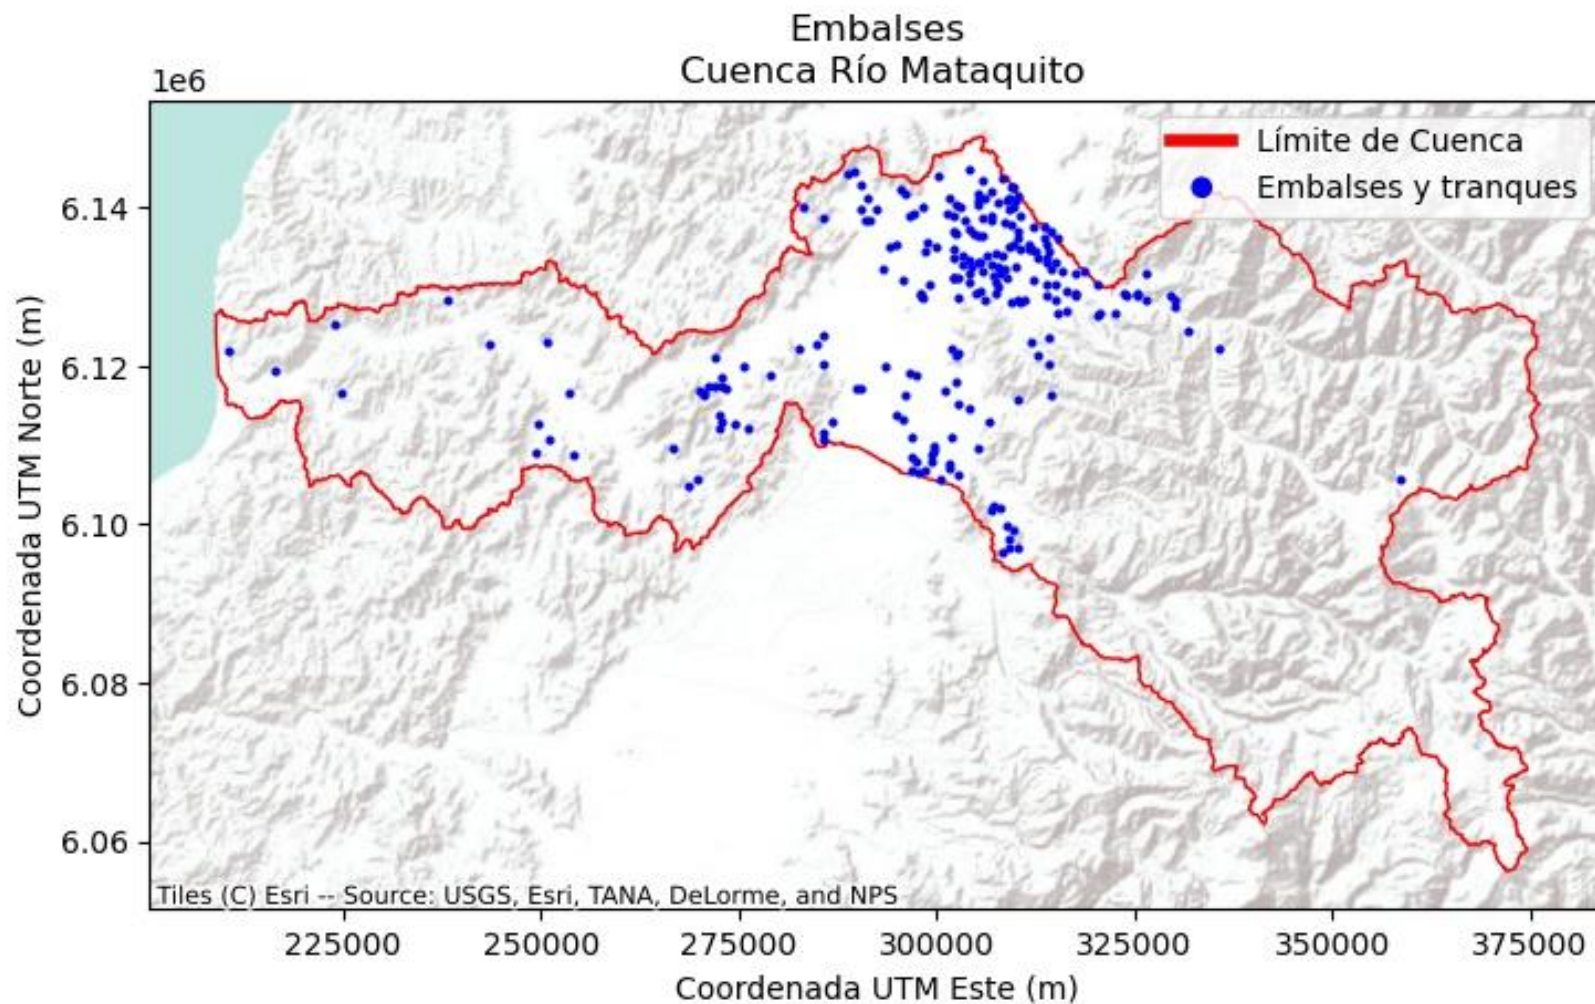 Embalses
Cuenca Río Mataquito
1e6
Límite de Cuenca
Embalses y tranques
6.14
6.12
6.10
6.08
6.06
Coordenada UTM Norte (m)
Tiles (C) Esri -- Source: USGS, Esri, TANA, DeLorme, and NPS
225000 250000 275000 300000 325000 350000 375000
Coordenada UTM Este (m)